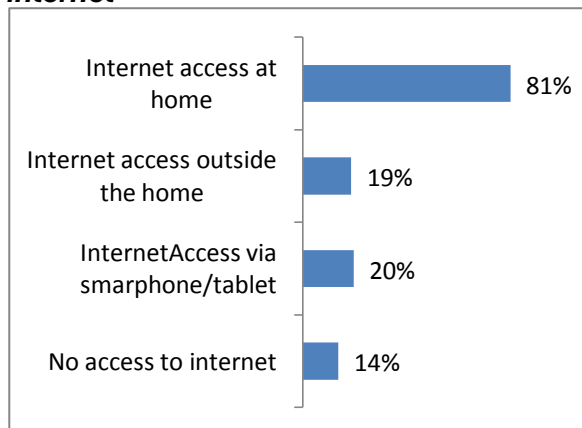 Internet access at
home
81%
Internet access outside
the home
19%
InternetAccess via
smarphone/tablet
20%
No access to internet
14%